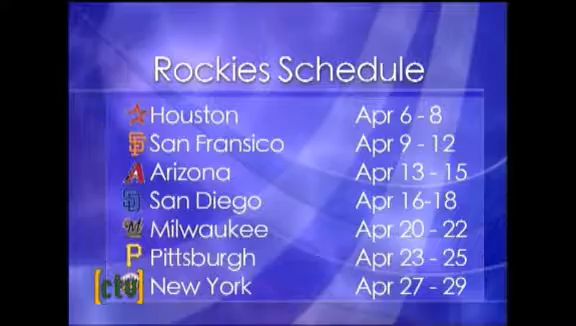 Rockies Schedule
Houston Apr 6 - 8
San Fransico Apr 9 - 12
Arizona Apr 13 - 15
San Diego Apr 16-18
Milwaukee Apr 20 - 22
Pittsburgh Apr 23 - 25
[ctv] New York Apr 27 - 29